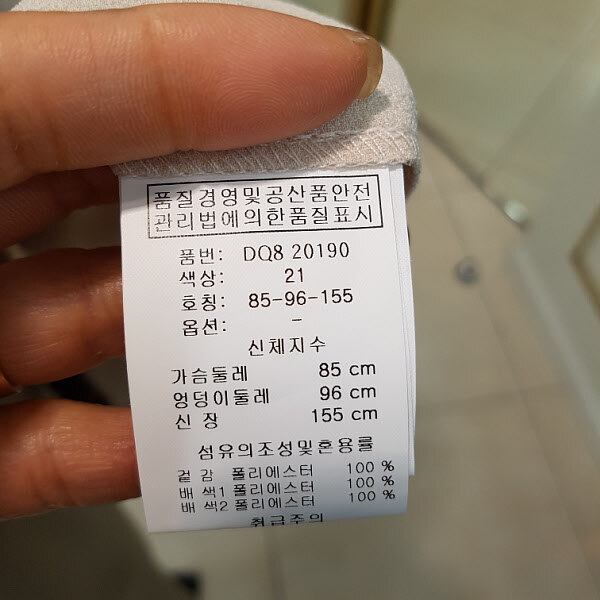 품질경영및공산품안전
관리법에의한품질표시
품번: DQ8 20190
색상: 21
호칭: 85-96-155
옵션: -
신체지수
가슴둘레 85 cm
엉덩이둘레 96 cm
신 장 155 cm
섬유의조성및혼용률
겉 감 폴리에스터 100 %
배 색1 폴리에스터 100 %
배 색2 폴리에스터 100 %
취급주의